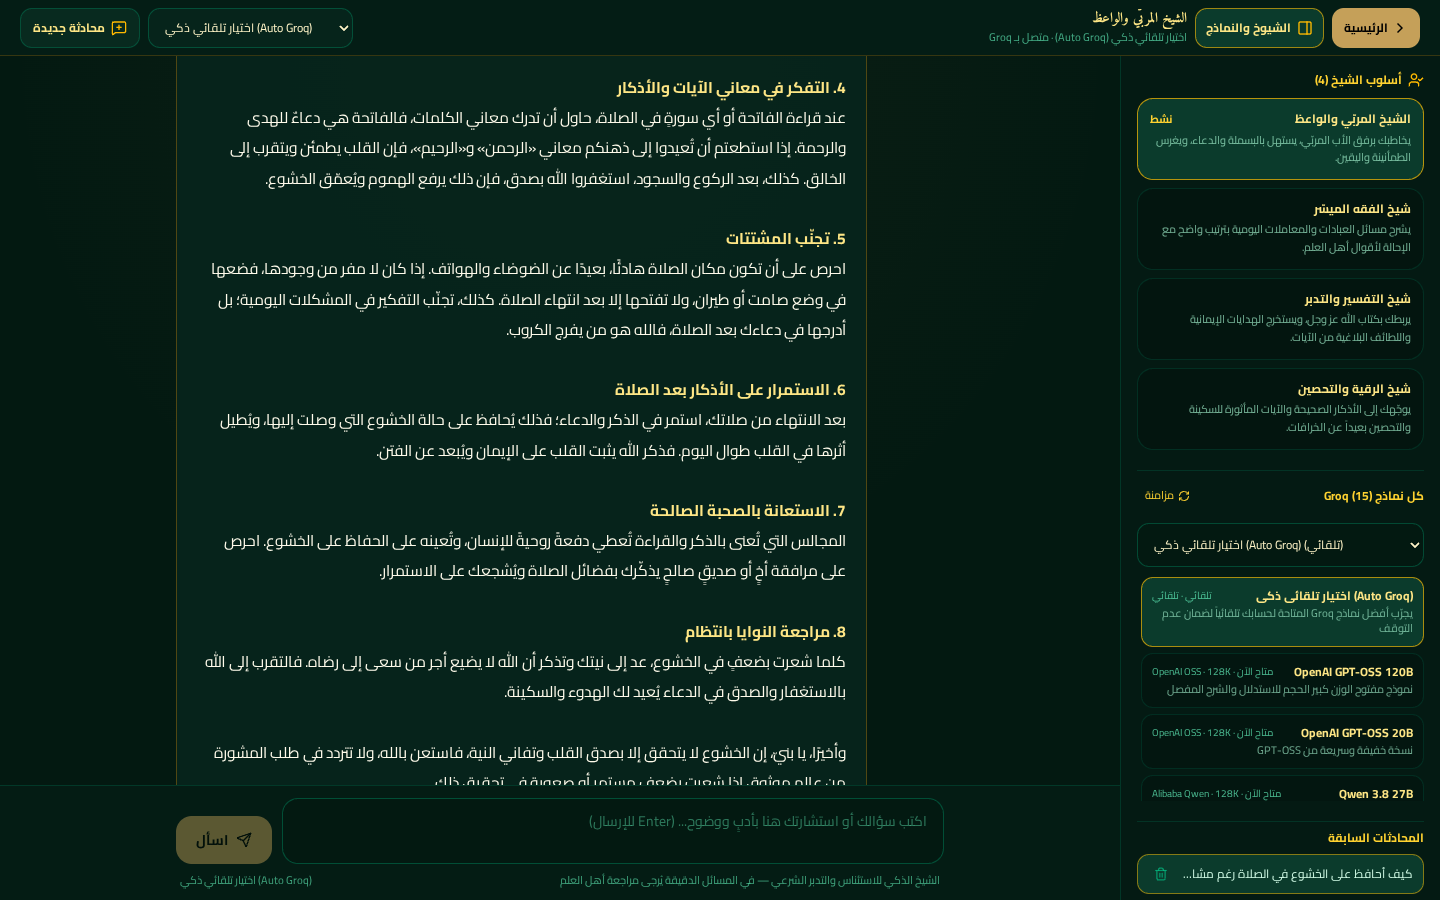 الرئيسية
الشيوخ والنماذج
الشيخ المربّي والواعظ
اختيار تلقائي ذكي (Auto Groq) · متصل بـ Groq
اختيار تلقائي ذكي (Auto Groq)
محادثة جديدة
أسلوب الشيخ (4)
الشيخ المربّي والواعظ
نشط
يخاطبك برفق الأب المربّي، يستهل بالبسملة والدعاء، ويغرس
الطمأنينة واليقين.
شيخ الفقه الميسّر
يشرح مسائل العبادات والمعاملات اليومية بترتيب واضح مع
الإحالة لأقوال أهل العلم.
شيخ التفسير والتدبر
يربطك بكتاب الله عز وجل، ويستخرج الهدايات الإيمانية
واللطائف البلاغية من الآيات.
شيخ الرقية والتحصين
يوجّهك إلى الأذكار الصحيحة والآيات المأثورة للسكينة
والتحصين بعيداً عن الخرافات.
كل نماذج Groq (15)
مزامنة
اختيار تلقائي ذكي (Auto Groq) (تلقائي)
اختيار تلقائي ذكي (Auto Groq)
تلقائي · تلقائي
يجرّب أفضل نماذج Groq المتاحة لحسابك تلقائياً لضمان عدم
التوقف
OpenAI GPT-OSS 120B
OpenAI OSS · 128K · متاح الآن
نموذج مفتوح الوزن كبير الحجم للاستدلال والشرح المفصل
OpenAI GPT-OSS 20B
OpenAI OSS · 128K · متاح الآن
نسخة خفيفة وسريعة من GPT-OSS
Qwen 3.8 27B
Alibaba Qwen · 128K · متاح الآن
المحادثات السابقة
كيف أحافظ على الخشوع في الصلاة رغم مشا...
4. التفكر في معاني الآيات والأذكار
عند قراءة الفاتحة أو أي سورةٍ في الصلاة، حاول أن تدرك معاني الكلمات، فالفاتحة هي دعاءٌ للهدى
والرحمة. إذا استطعتم أن تُعيدوا إلى ذهنكم معاني «الرحمن» و«الرحيم»، فإن القلب يطمئن ويتقرب إلى
الخالق. كذلك، بعد الركوع والسجود، استغفروا الله بصدق، فإن ذلك يرفع الهموم ويُعمّق الخشوع.
5. تجنّب المشتتات
احرص على أن تكون مكان الصلاة هادئًا، بعيدًا عن الضوضاء والهواتف. إذا كان لا مفر من وجودها، فضعها
في وضع صامت أو طيران، ولا تفتحها إلا بعد انتهاء الصلاة. كذلك، تجنّب التفكير في المشكلات اليومية؛ بل
أدرجها في دعاءك بعد الصلاة، فالله هو من يفرج الكروب.
6. الاستمرار على الأذكار بعد الصلاة
بعد الانتهاء من صلاتك، استمر في الذكر والدعاء؛ فذلك يُحافظ على حالة الخشوع التي وصلت إليها، ويُطيل
أثرها في القلب طوال اليوم. فذكر الله يثبت القلب على الإيمان ويُبعد عن الفتن.
7. الاستعانة بالصحبة الصالحة
المجالس التي تُعنى بالذكر والقراءة تُعطي دفعةً روحيةً للإنسان، وتُعينه على الحفاظ على الخشوع. احرص
على مرافقة أخٍ أو صديقٍ صالحٍ يذكّرك بفضائل الصلاة ويُشجعك على الاستمرار.
8. مراجعة النوايا بانتظام
كلما شعرت بضعفٍ في الخشوع، عد إلى نيتك وتذكر أن الله لا يضيع أجر من سعى إلى رضاه. فالتقرب إلى الله
بالاستغفار والصدق في الدعاء يُعيد لك الهدوء والسكينة.
وأخيرًا، يا بنيّ، إن الخشوع لا يتحقق إلا بصدق القلب وتفاني النية، فاستعن بالله، ولا تتردد في طلب المشورة
من عالمٍ موثوقٍ إذا شعرت بضعفٍ مستمرٍ أو صعوبةٍ في تحقيق ذلك.
اكتب سؤالك أو استشارتك هنا بأدبٍ ووضوح... (Enter للإرسال)
اسأل
الشيخ الذكي للاستئناس والتدبر الشرعي — في المسائل الدقيقة يُرجى مراجعة أهل العلم
اختيار تلقائي ذكي (Auto Groq)